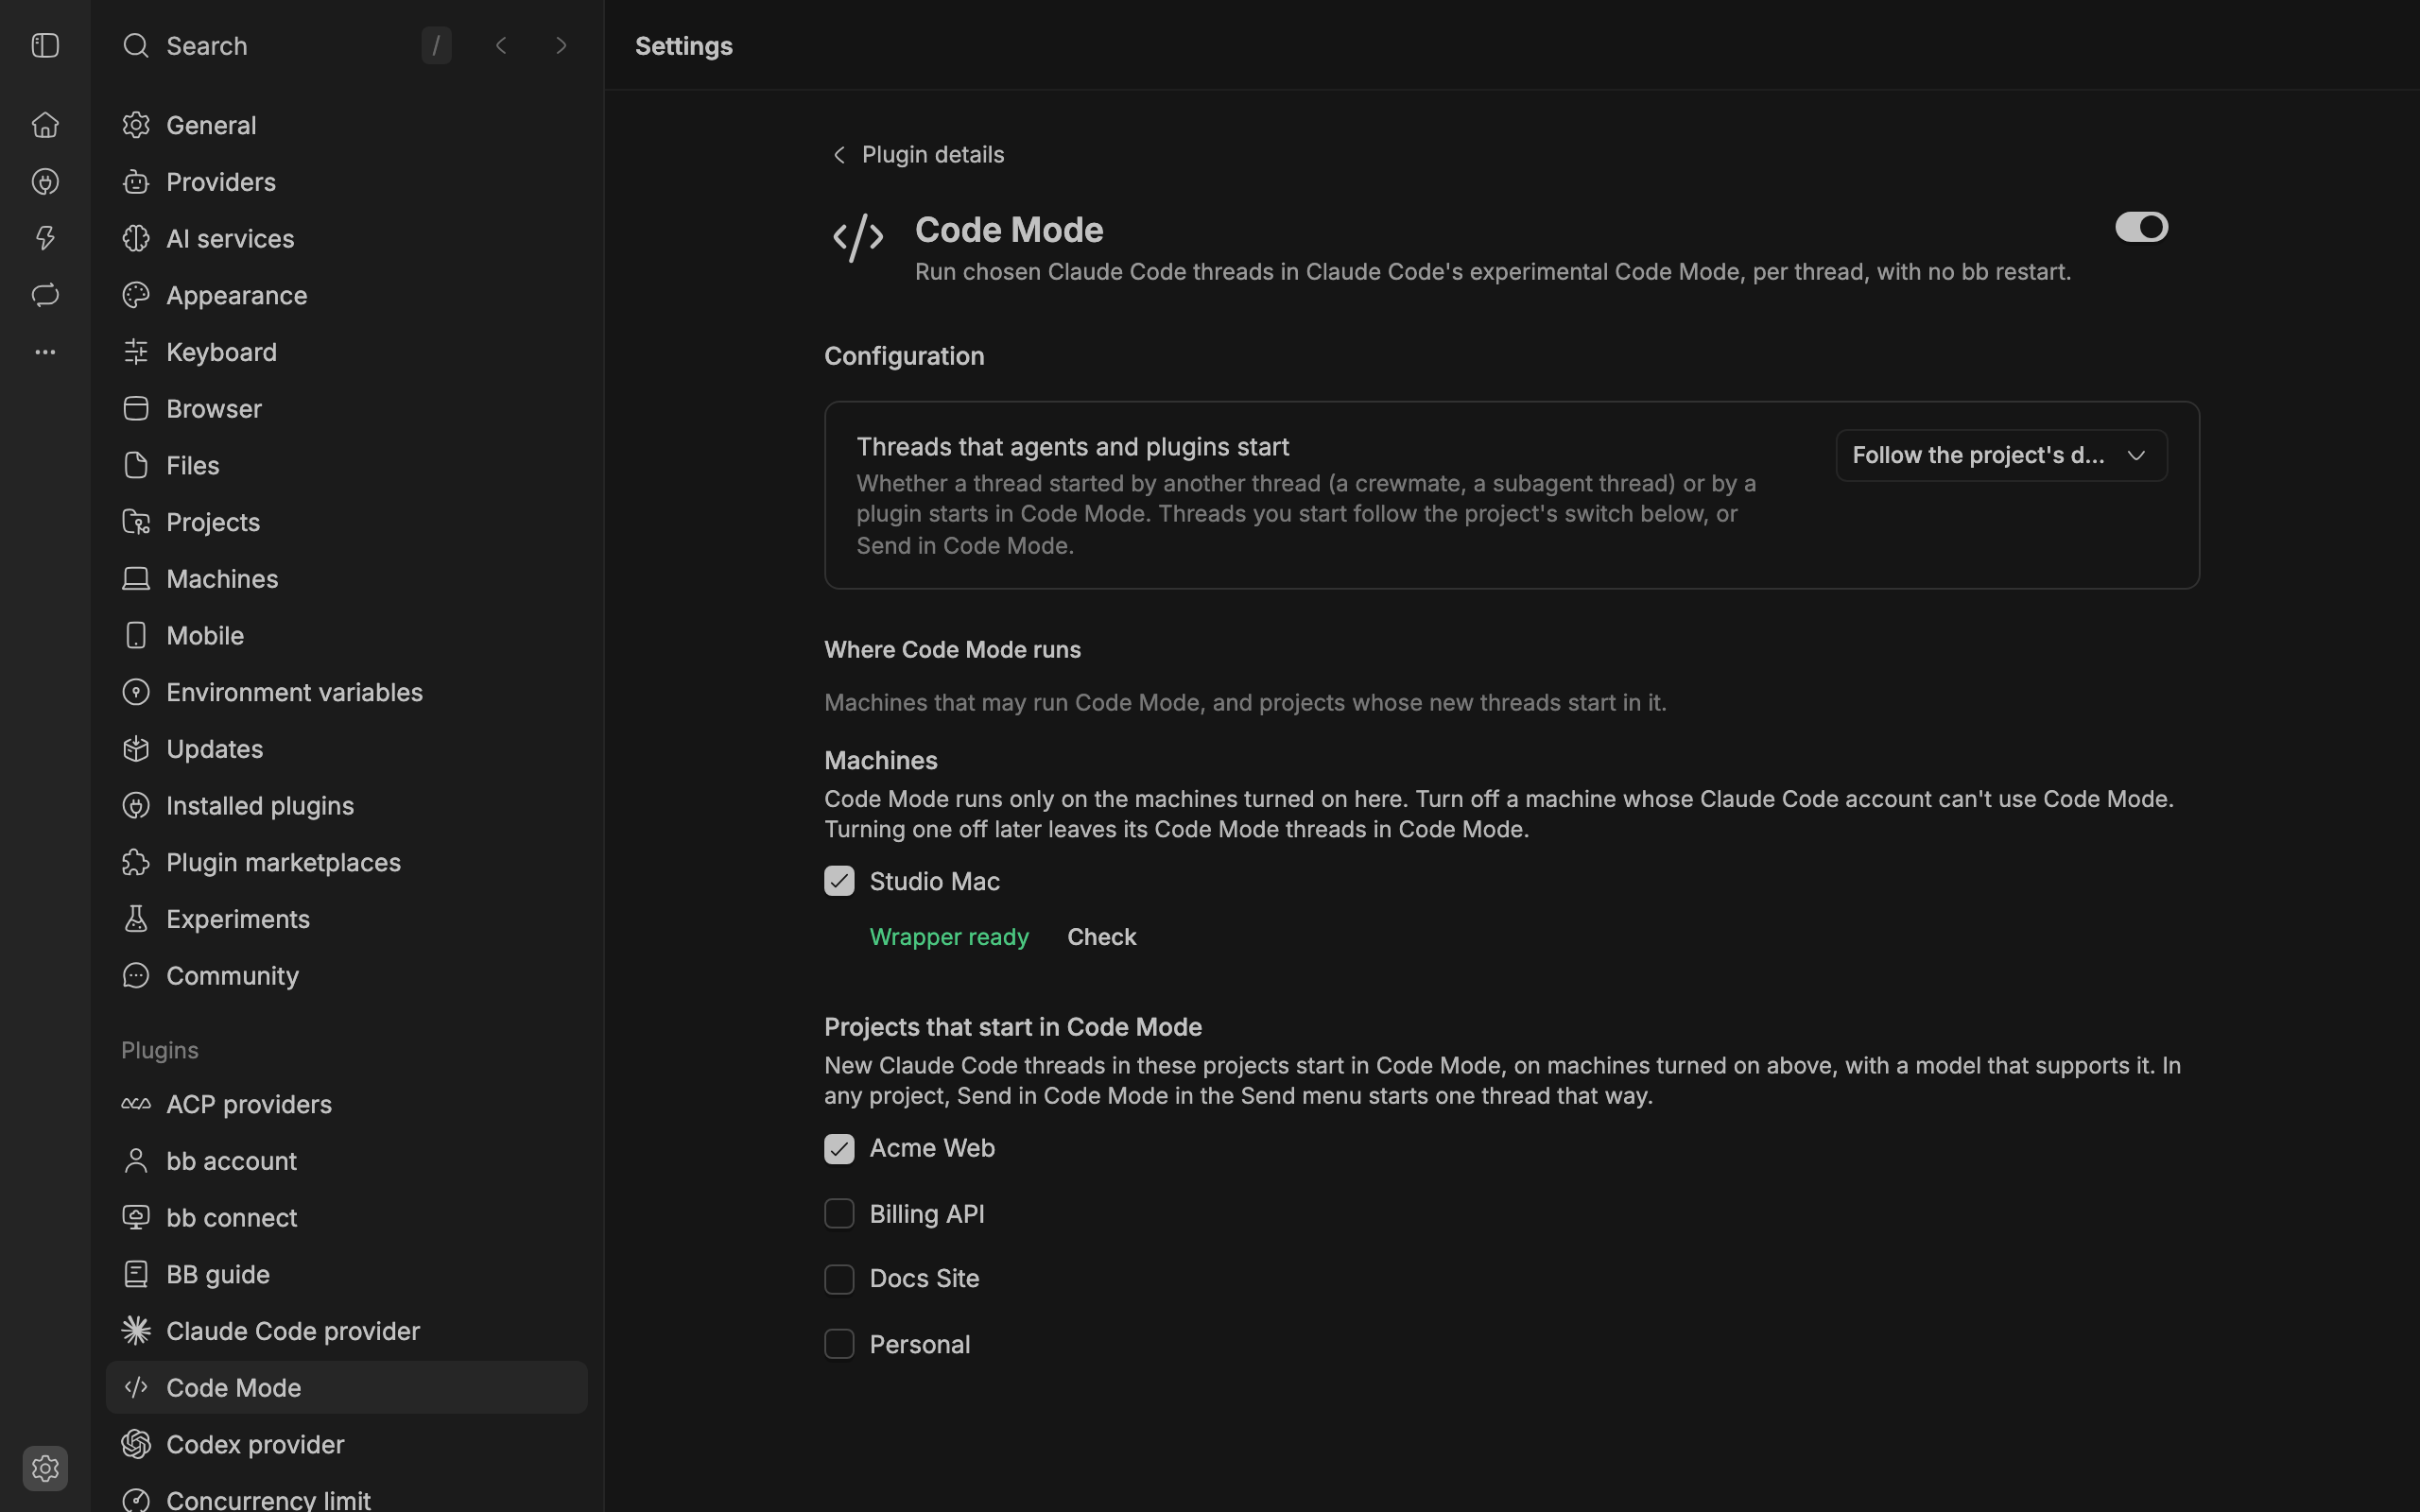 Search
/
General
Providers
AI services
Appearance
Keyboard
Browser
Files
Projects
Machines
Mobile
Environment variables
Updates
Installed plugins
Plugin marketplaces
Experiments
Community
Plugins
ACP providers
bb account
bb connect
BB guide
Claude Code provider
Code Mode
Codex provider
Concurrency limit
Settings
Plugin details
Code Mode
Run chosen Claude Code threads in Claude Code's experimental Code Mode, per thread, with no bb restart.
Configuration
Threads that agents and plugins start
Whether a thread started by another thread (a crewmate, a subagent thread) or by a
plugin starts in Code Mode. Threads you start follow the project's switch below, or
Send in Code Mode.
Follow the project's d...
Where Code Mode runs
Machines that may run Code Mode, and projects whose new threads start in it.
Machines
Code Mode runs only on the machines turned on here. Turn off a machine whose Claude Code account can't use Code Mode.
Turning one off later leaves its Code Mode threads in Code Mode.
Studio Mac
Wrapper ready Check
Projects that start in Code Mode
New Claude Code threads in these projects start in Code Mode, on machines turned on above, with a model that supports it. In
any project, Send in Code Mode in the Send menu starts one thread that way.
Acme Web
Billing API
Docs Site
Personal